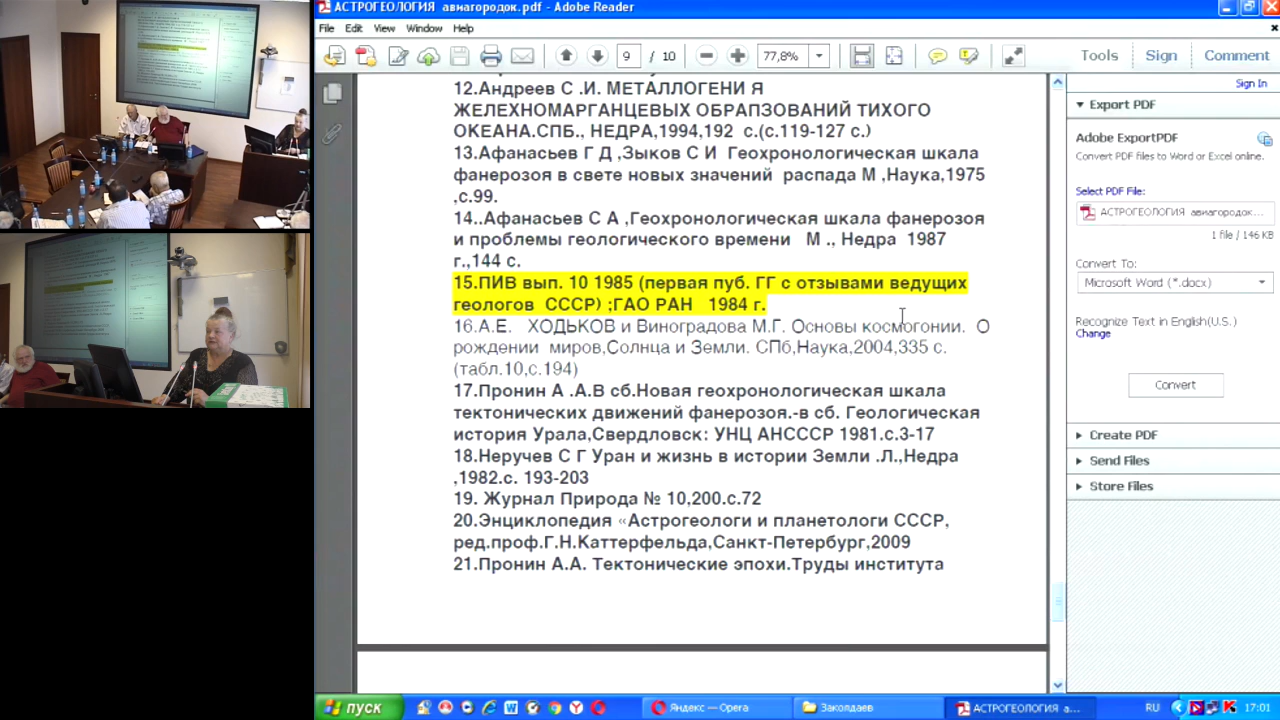 АСТРОГЕОЛОГИЯ авиагородок.pdf - Adobe Reader
File Edit View Window Help
9 / 10 77,8% Tools Sign Comment
Sign In
12.Андреев С .И. МЕТАЛЛОГЕНИ Я
ЖЕЛЕХНОМАРГАНЦЕВЫХ ОБРАПЗОВАНИЙ ТИХОГО
ОКЕАНА.СПБ., НЕДРА,1994,192 с.(с.119-127 с.)
13.Афанасьев Г Д ,Зыков С И Геохронологическая шкала
фанерозоя в свете новых значений распада М ,Наука,1975
,с.99.
14..Афанасьев С А ,Геохронологическая шкала фанерозоя
и проблемы геологического времени М ., Недра 1987
г.,144 с.
15.ПИВ вып. 10 1985 (первая пуб. ГГ с отзывами ведущих
геологов СССР) ;ГАО РАН 1984 г.
16.А.Е. ХОДЬКОВ и Виноградова М.Г. Основы космогонии. О
рождении миров,Солнца и Земли. СПб,Наука,2004,335 с.
(табл.10,с.194)
17.Пронин А .А.В сб.Новая геохронологическая шкала
тектонических движений фанерозоя.-в сб. Геологическая
история Урала,Свердловск: УНЦ АНСССР 1981.с.3-17
18.Неручев С Г Уран и жизнь в истории Земли .Л.,Недра
,1982.с. 193-203
19. Журнал Природа № 10,200.с.72
20.Энциклопедия «Астрогеологи и планетологи СССР,
ред.проф.Г.Н.Каттерфельда,Санкт-Петербург,2009
21.Пронин А.А. Тектонические эпохи.Труды института
Export PDF
Adobe ExportPDF
Convert PDF files to Word or Excel online.
Select PDF File:
АСТРОГЕОЛОГИЯ авиагородок...
1 file / 146 KB
Convert To:
Microsoft Word (*.docx)
Recognize Text in English(U.S.)
Change
Convert
Create PDF
Send Files
Store Files
пуск Яндекс — Opera Заколдаев АСТРОГЕОЛОГИЯ а... RU 17:01